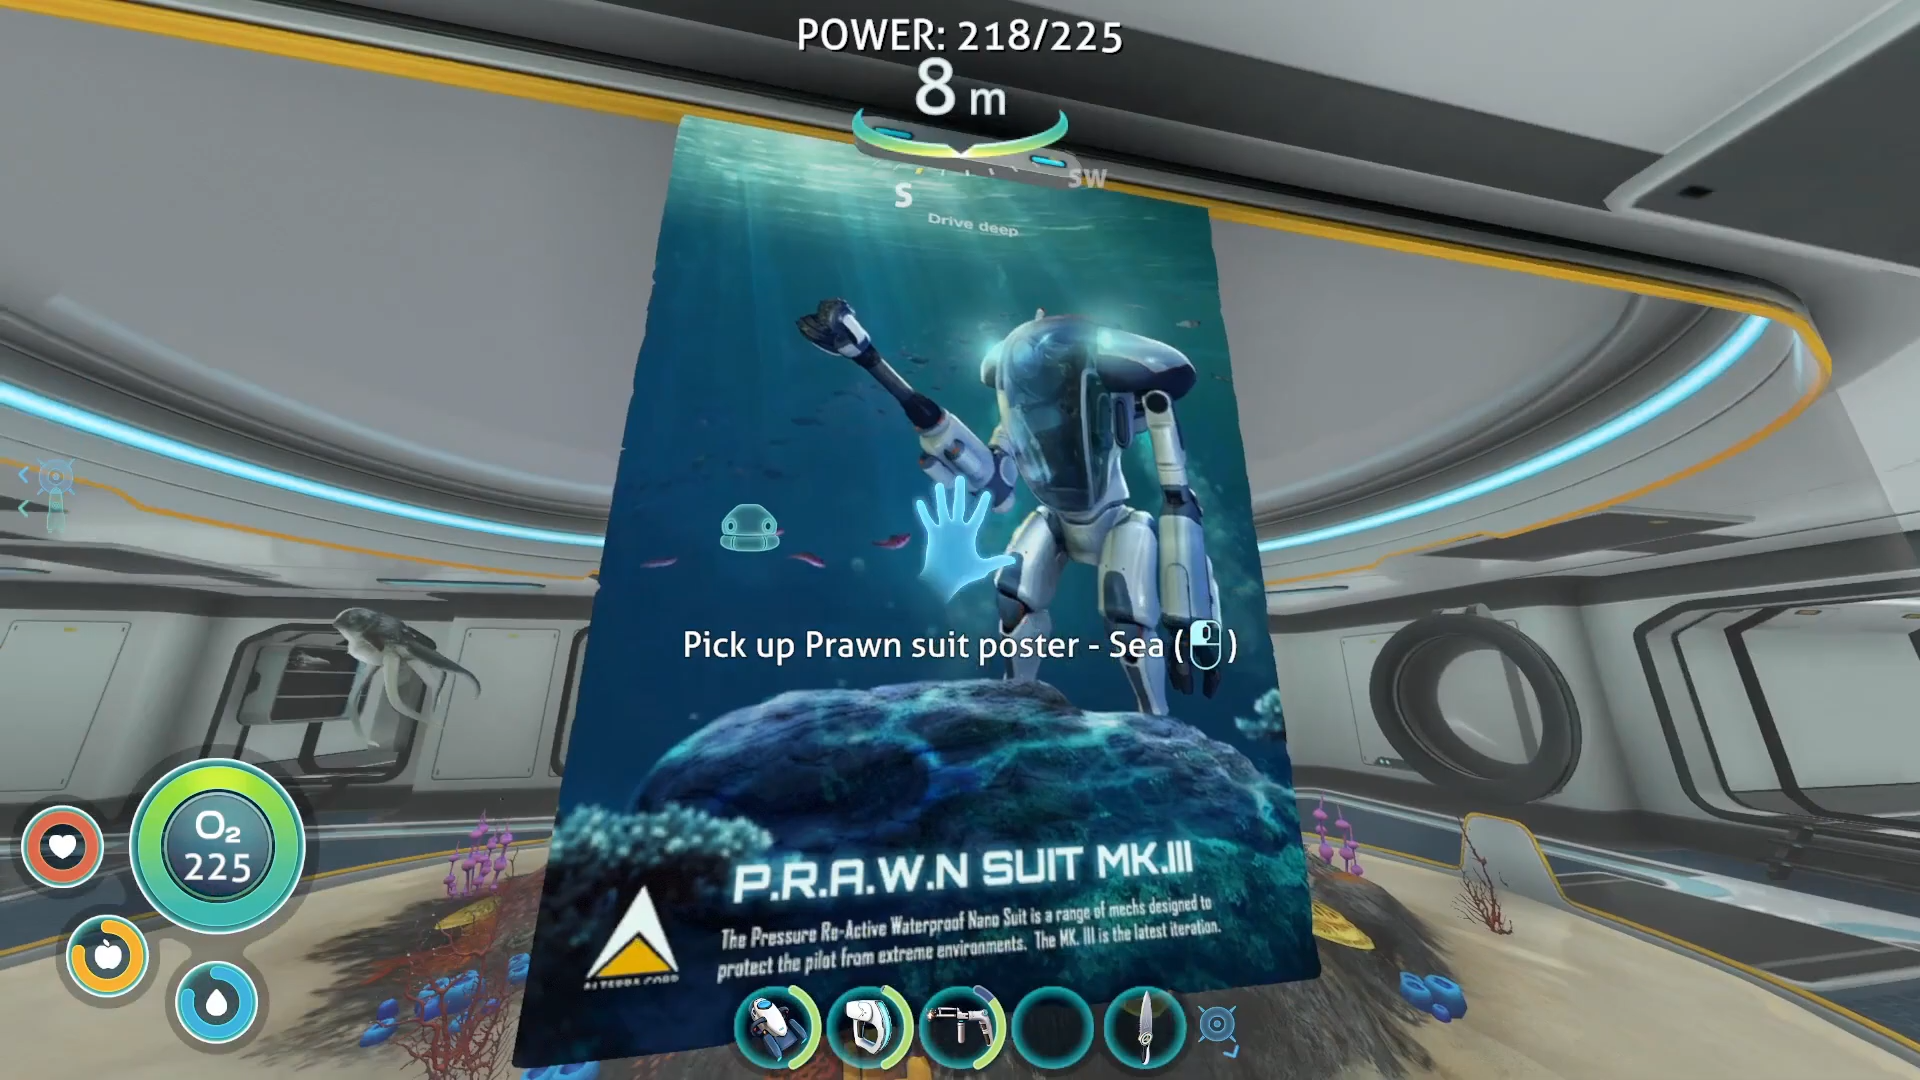 POWER: 218/225
8 m
S
SW
Drive deep
Pick up Prawn suit poster - Sea ( )
O₂
225
P.R.A.W.N SUIT MK.III
The Pressure Re-Active Waterproof Nano Suit is a range of mechs designed to
protect the pilot from extreme environments. The MK. III is the latest iteration.
ALTERRA CORP